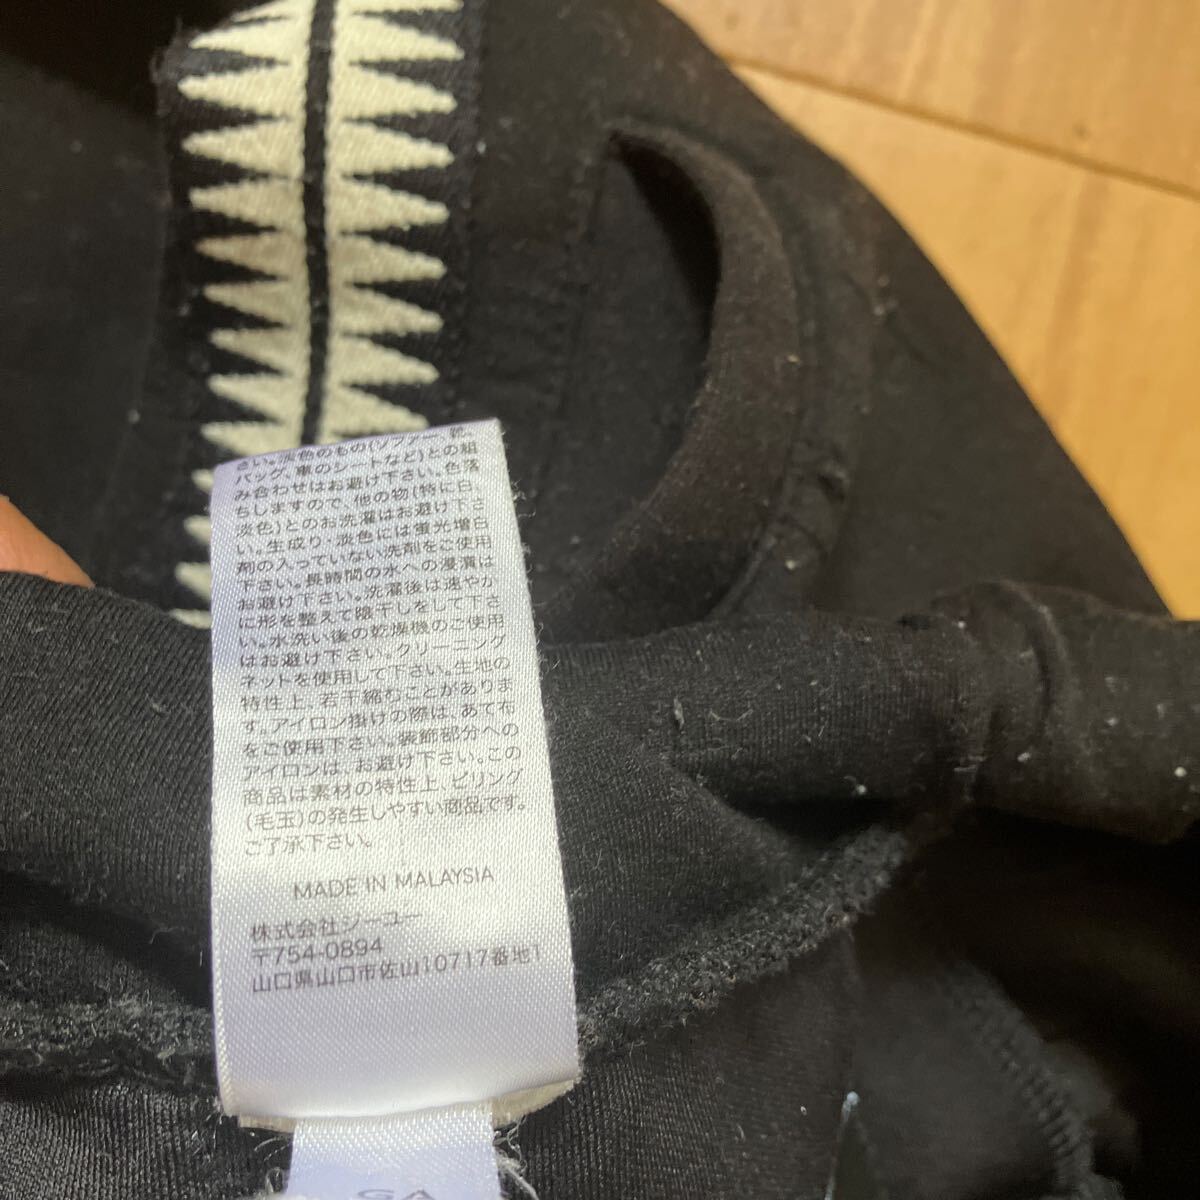 さい。淡色のもの(ソファー、靴、
バッグ、車のシートなど)との組
み合わせはお避け下さい。色落
ちしますので、他の物(特に白、
淡色)とのお洗濯はお避け下さ
い。生成り・淡色には蛍光増白
剤の入っていない洗剤をご使用
下さい。長時間の水への浸漬は
お避け下さい。洗濯後は速やか
に形を整えて陰干しをして下さ
い。水洗い後の乾燥機のご使用
はお避け下さい。クリーニング
ネットを使用して下さい。生地の
特性上、若干縮むことがありま
す。アイロン掛けの際は、あて布
をご使用下さい。装飾部分への
アイロンは、お避け下さい。この
商品は素材の特性上、ピリング
(毛玉)の発生しやすい商品です。
ご了承下さい。
MADE IN MALAYSIA
株式会社ジーユー
〒754-0894
山口県山口市佐山10717番地1
GA